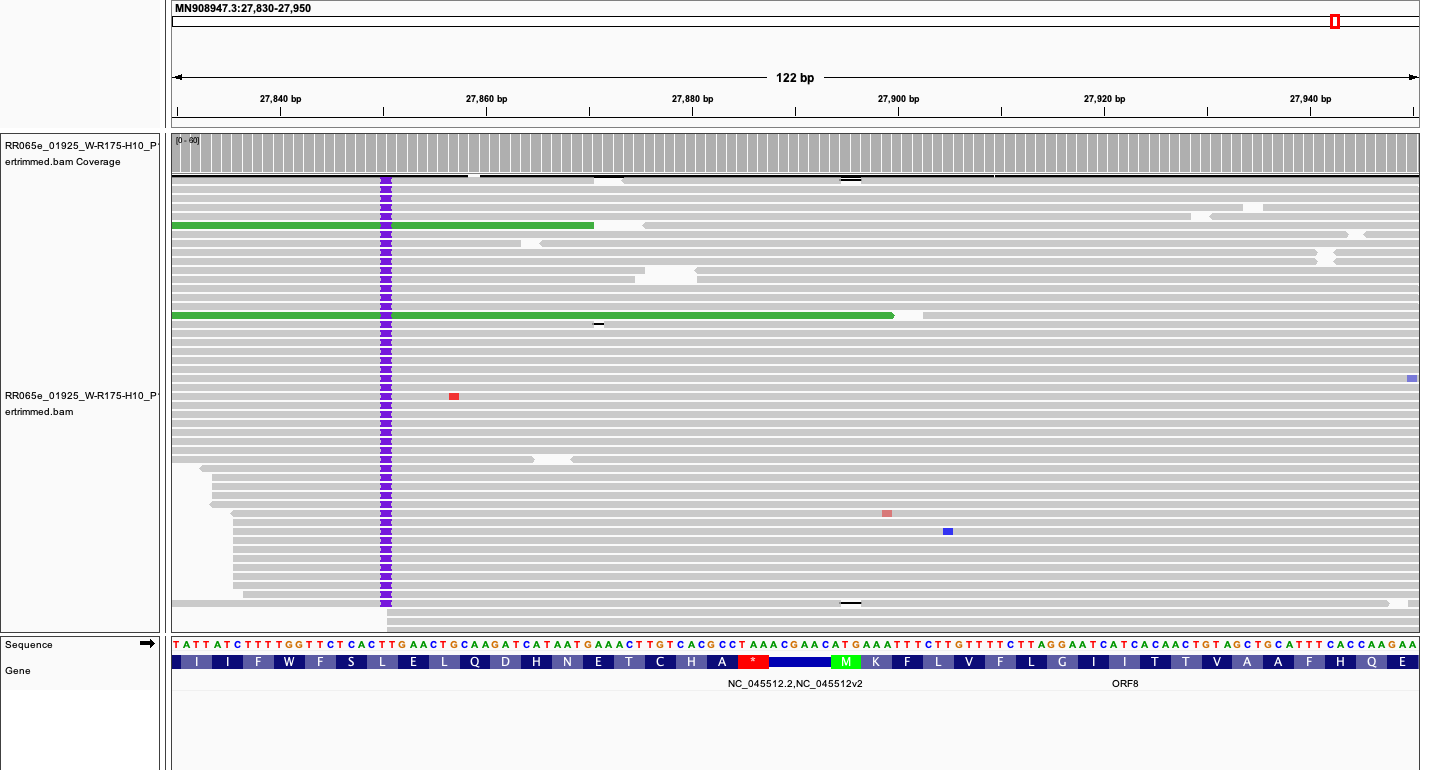 MN908947.3:27,830-27,950
122 bp
27,840 bp 27,860 bp 27,880 bp 27,900 bp 27,920 bp 27,940 bp
[0 - 60]
RR065e_01925_W-R175-H10_P
ertrimmed.bam Coverage
RR065e_01925_W-R175-H10_P
ertrimmed.bam
Sequence
TATTATCTTTTGGTTCTCACTTGAACTGCAAGATCATAATGAAACTTGTCACGCCTAAACGAACATGAAATTTCTTGTTTTCTTAGGAATCATCACAACTGTAGCTGCATTTCACCAAGAA
Gene
I I F W F S L E L Q D H N E T C H A * M K F L V F L G I I T T V A A F H Q E
NC_045512.2,NC_045512v2 ORF8